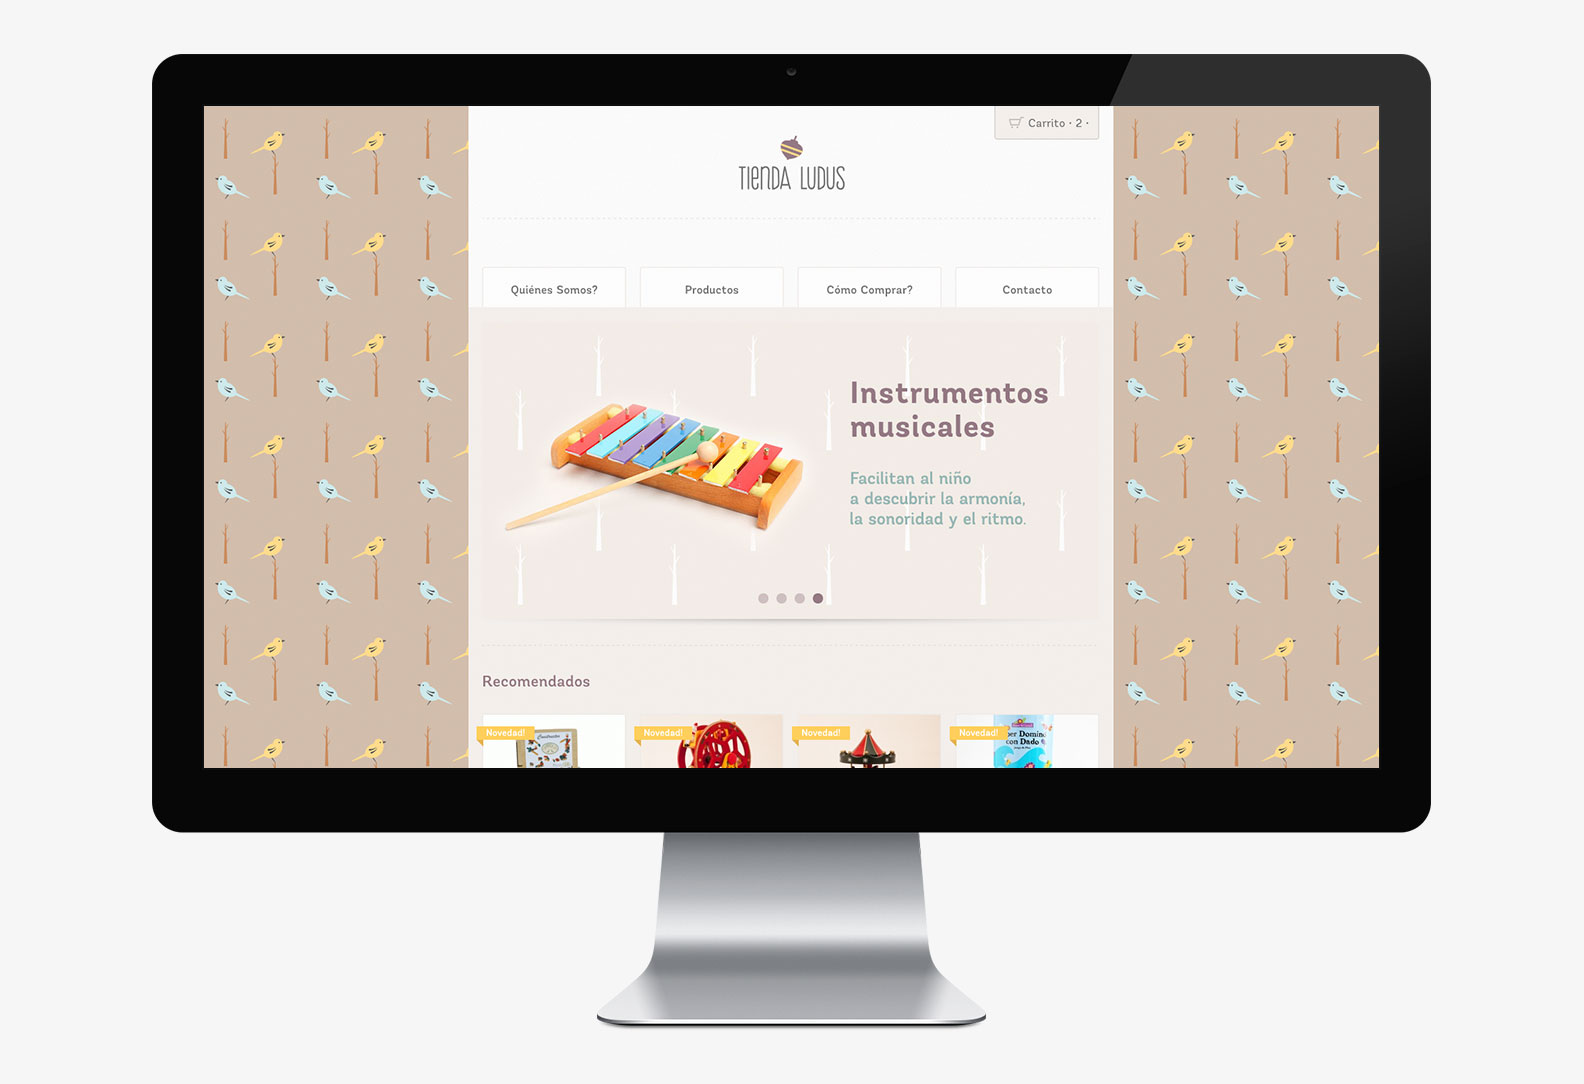 Carrito · 2 ·
TIENDA LUDUS
Quiénes Somos?
Productos
Cómo Comprar?
Contacto
Instrumentos
musicales
Facilitan al niño
a descubrir la armonía,
la sonoridad y el ritmo.
Recomendados
Novedad!
Novedad!
Novedad!
Novedad!
Domino
con Dado